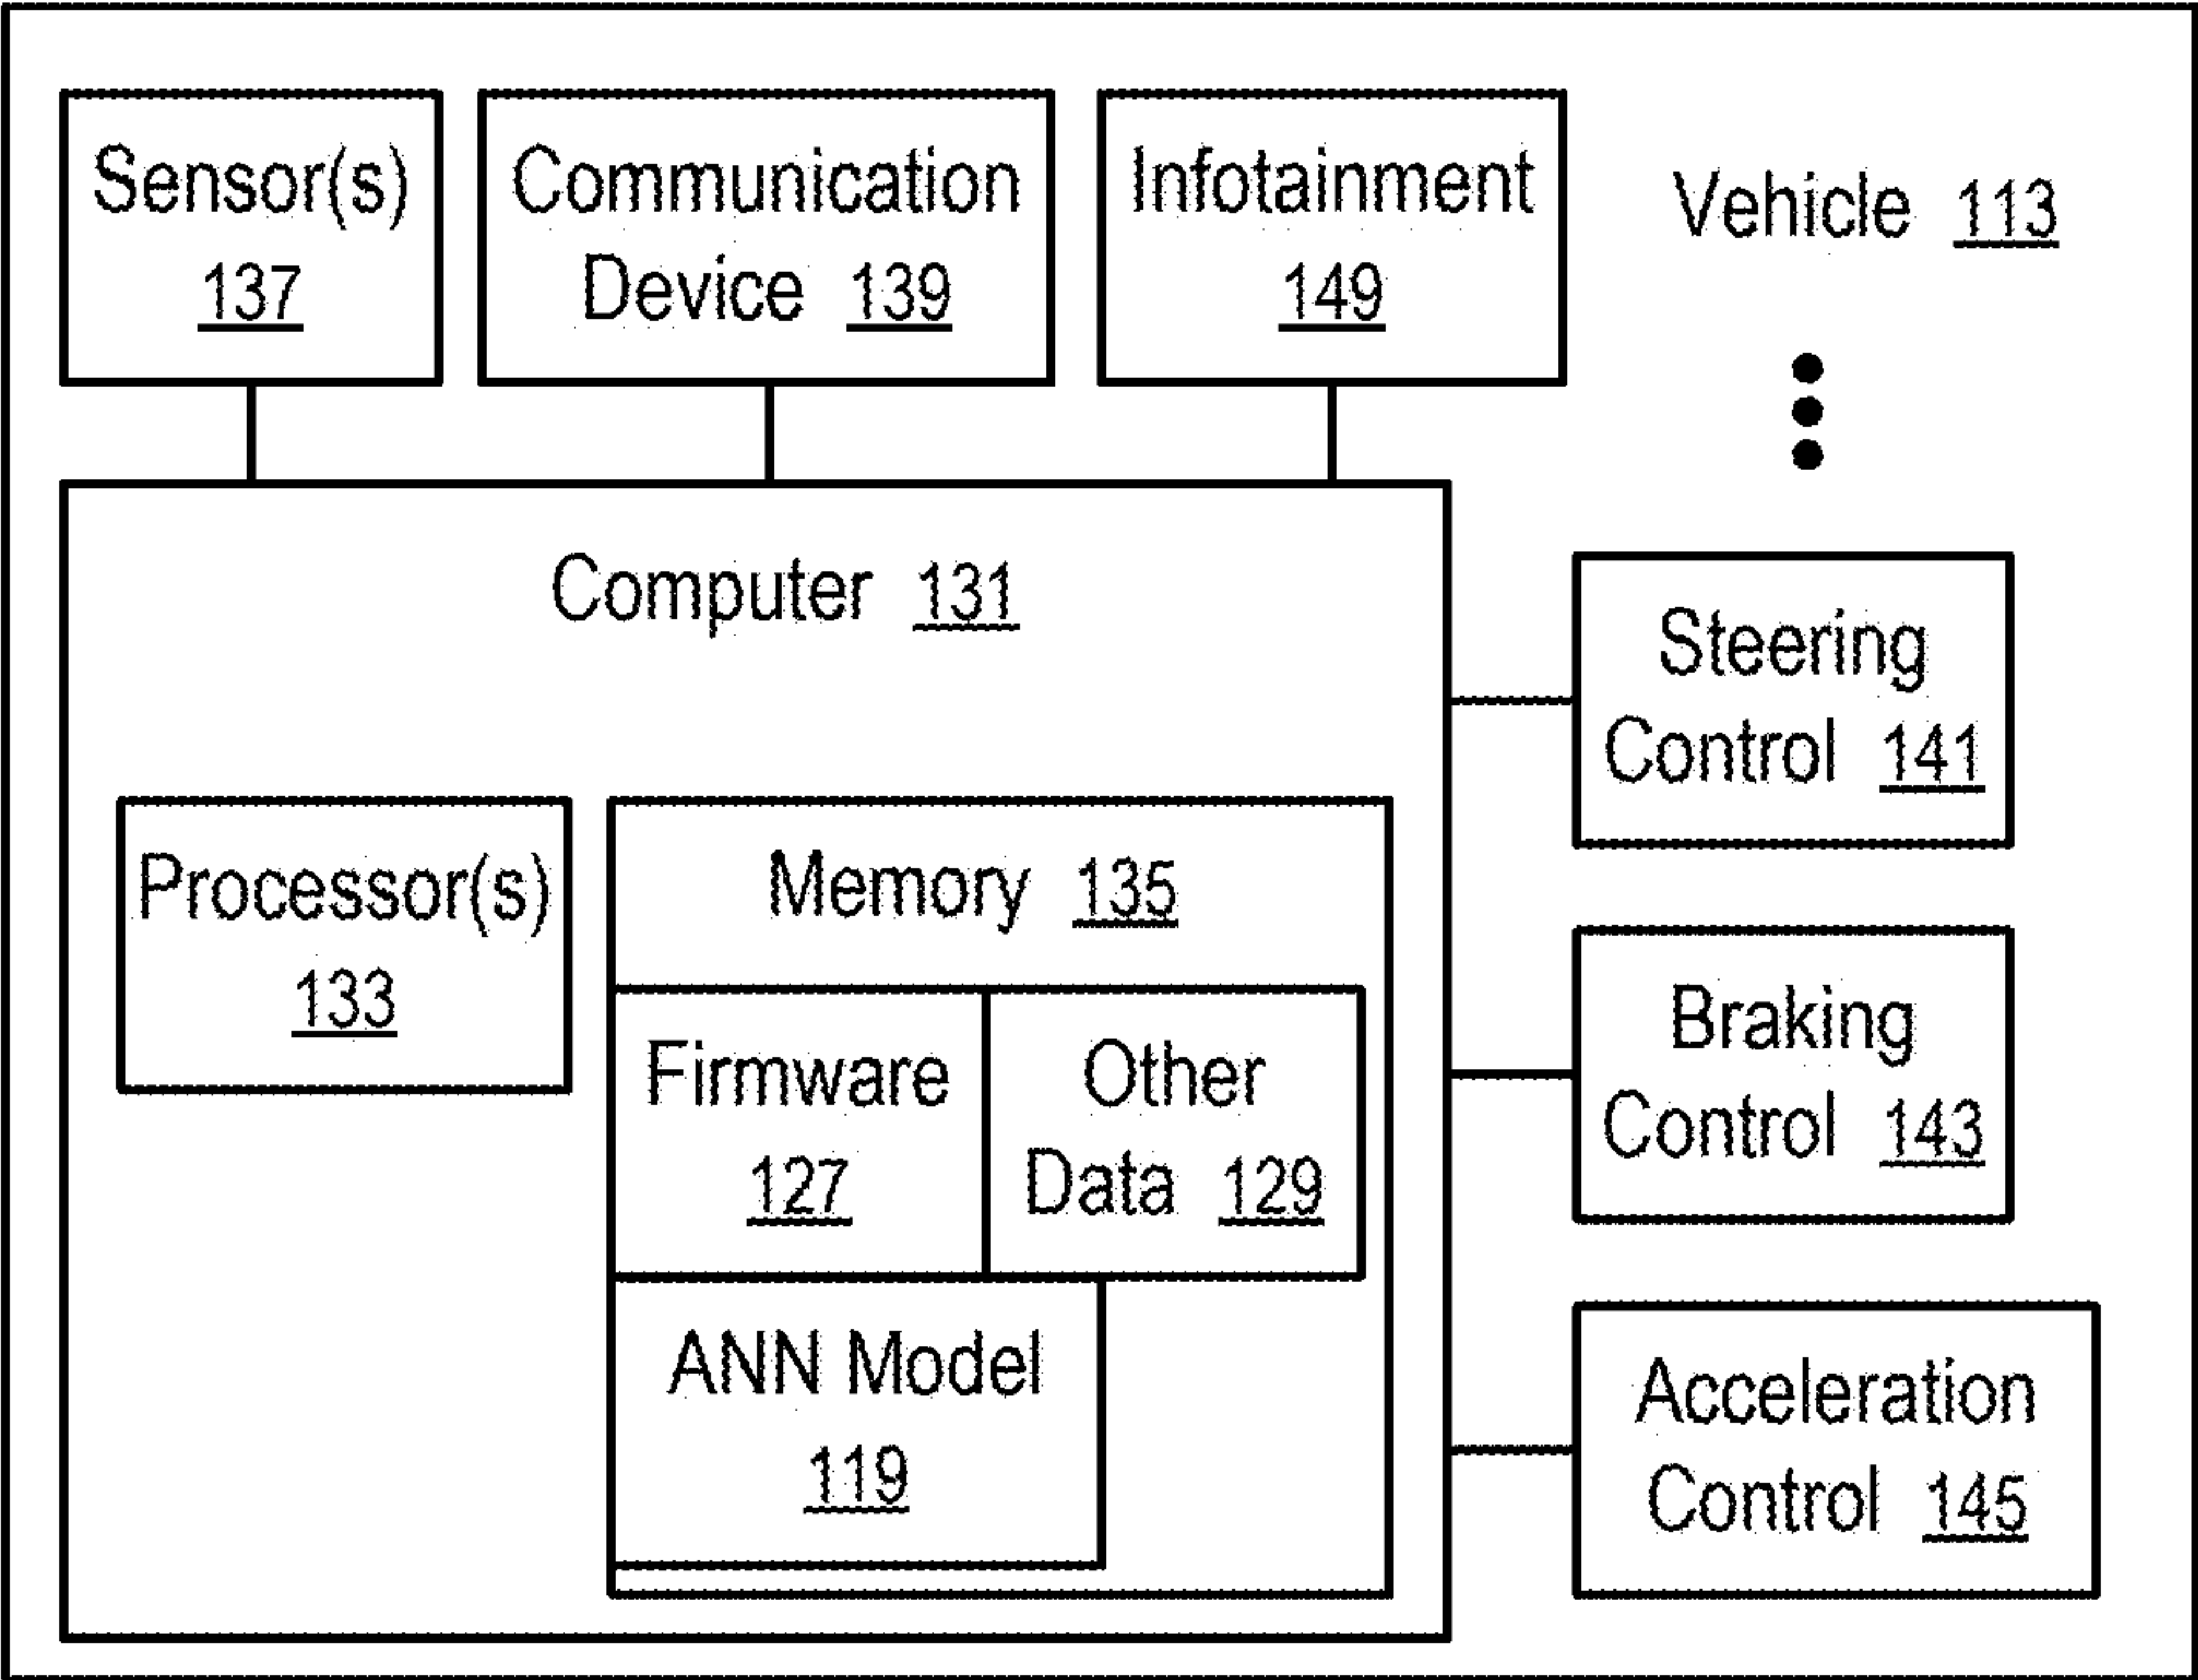 Sensor(s)
137
Communication
Device 139
Infotainment
149
Vehicle 113
Computer 131
Steering
Control 141
Processor(s)
133
Memory 135
Firmware
127
Other
Data 129
Braking
Control 143
ANN Model
119
Acceleration
Control 145